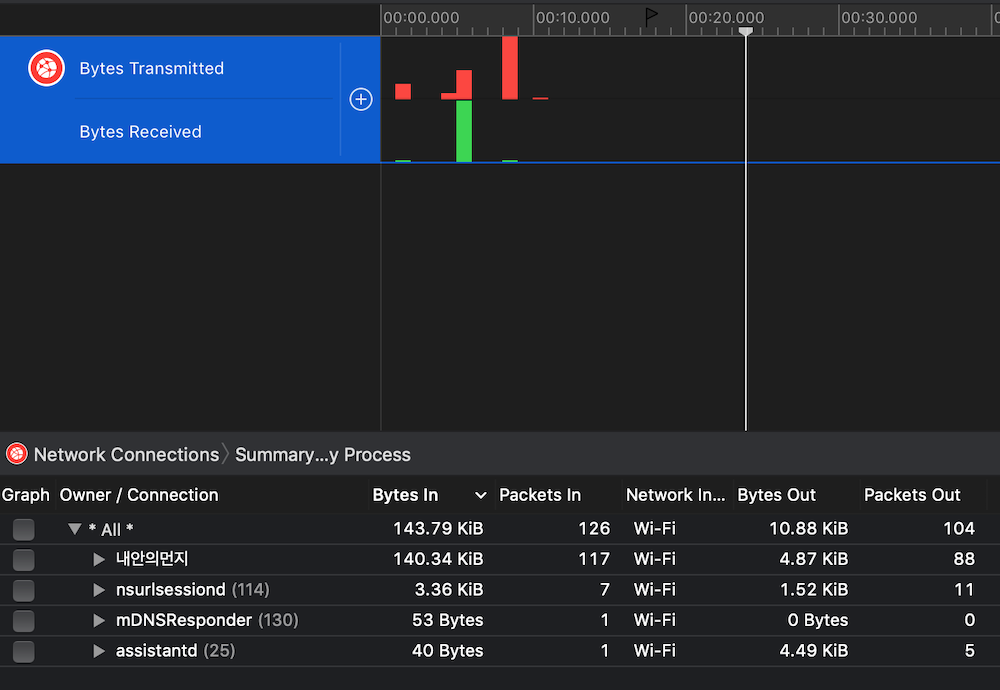 00:00.000 00:10.000 00:20.000 00:30.000
Bytes Transmitted
Bytes Received
Network Connections Summary...y Process
Graph Owner / Connection Bytes In Packets In Network In... Bytes Out Packets Out
* All * 143.79 KiB 126 Wi-Fi 10.88 KiB 104
내안의먼지 140.34 KiB 117 Wi-Fi 4.87 KiB 88
nsurlsessiond (114) 3.36 KiB 7 Wi-Fi 1.52 KiB 11
mDNSResponder (130) 53 Bytes 1 Wi-Fi 0 Bytes 0
assistantd (25) 40 Bytes 1 Wi-Fi 4.49 KiB 5